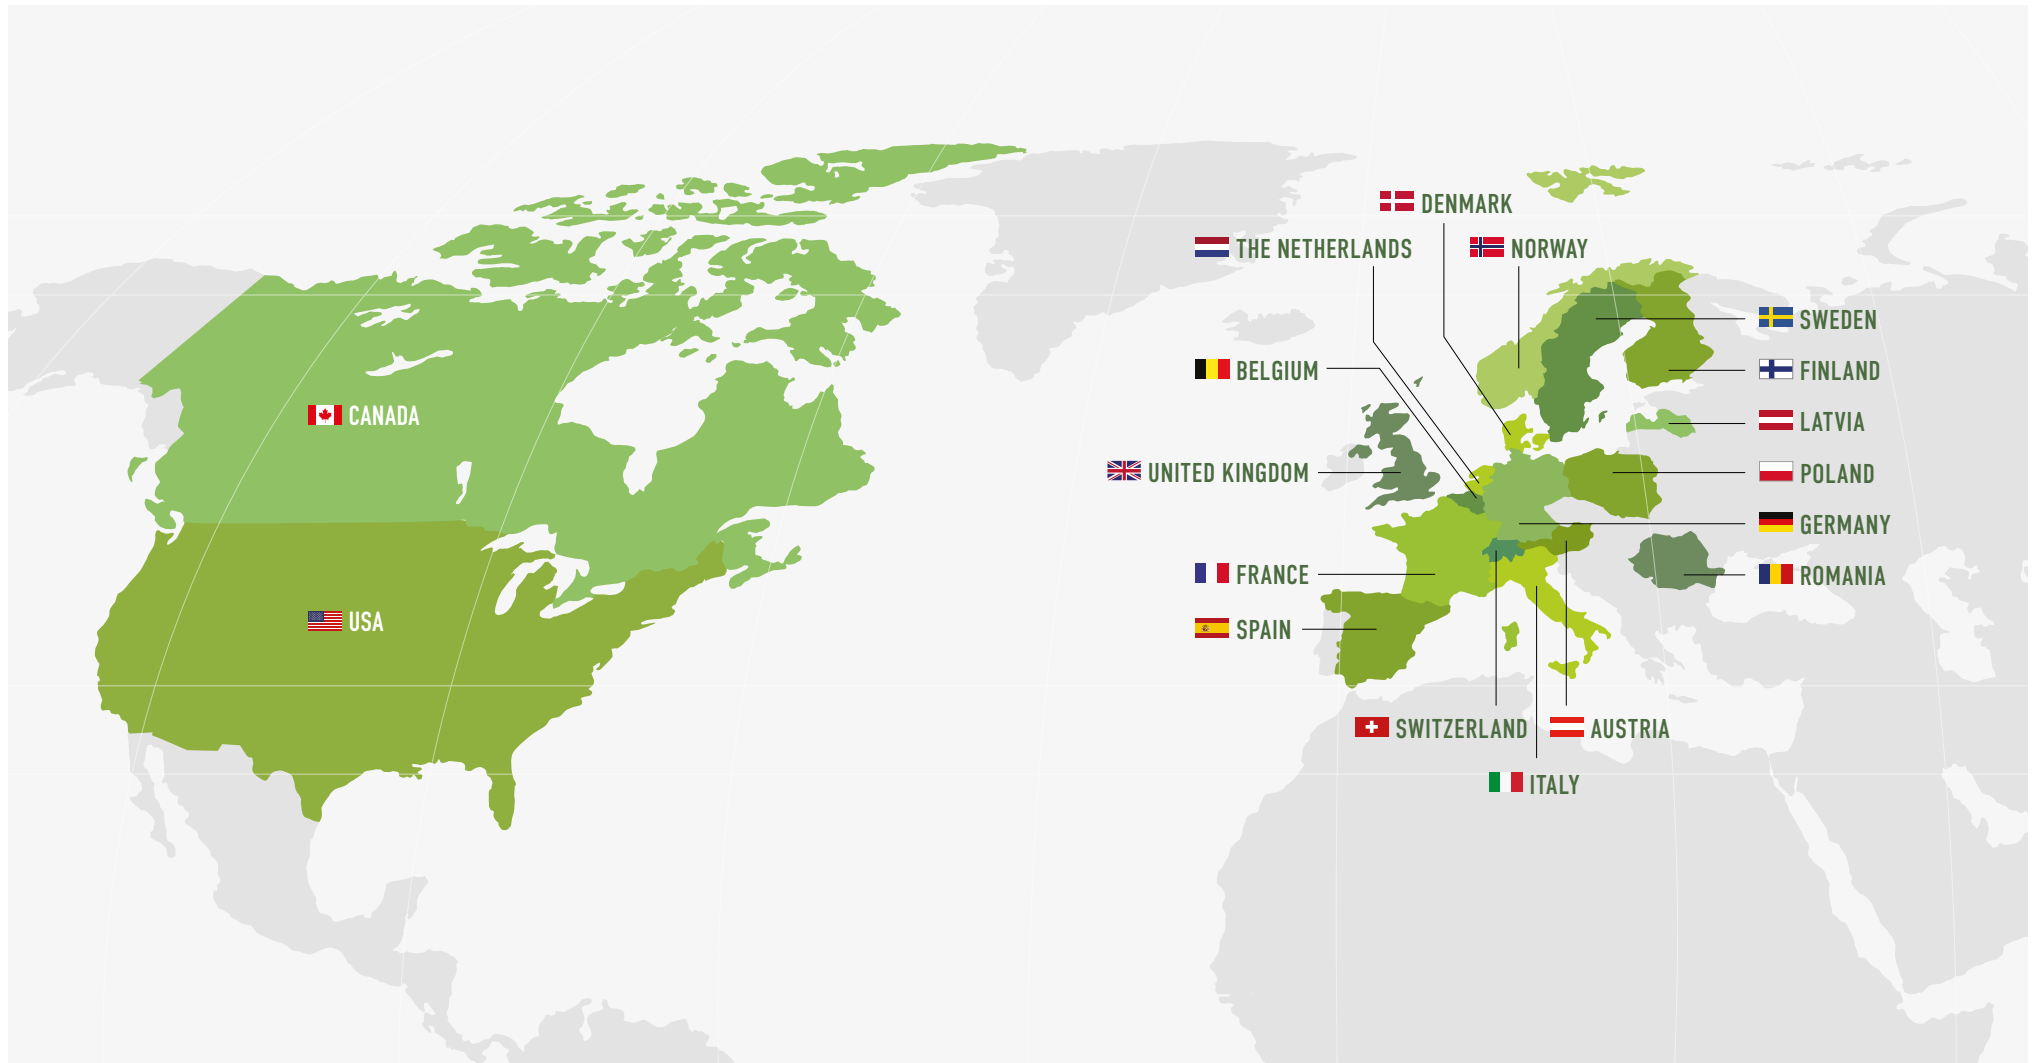 DENMARK
THE NETHERLANDS
NORWAY
SWEDEN
BELGIUM
FINLAND
CANADA
LATVIA
UNITED KINGDOM
POLAND
GERMANY
FRANCE
ROMANIA
USA
SPAIN
SWITZERLAND
AUSTRIA
ITALY